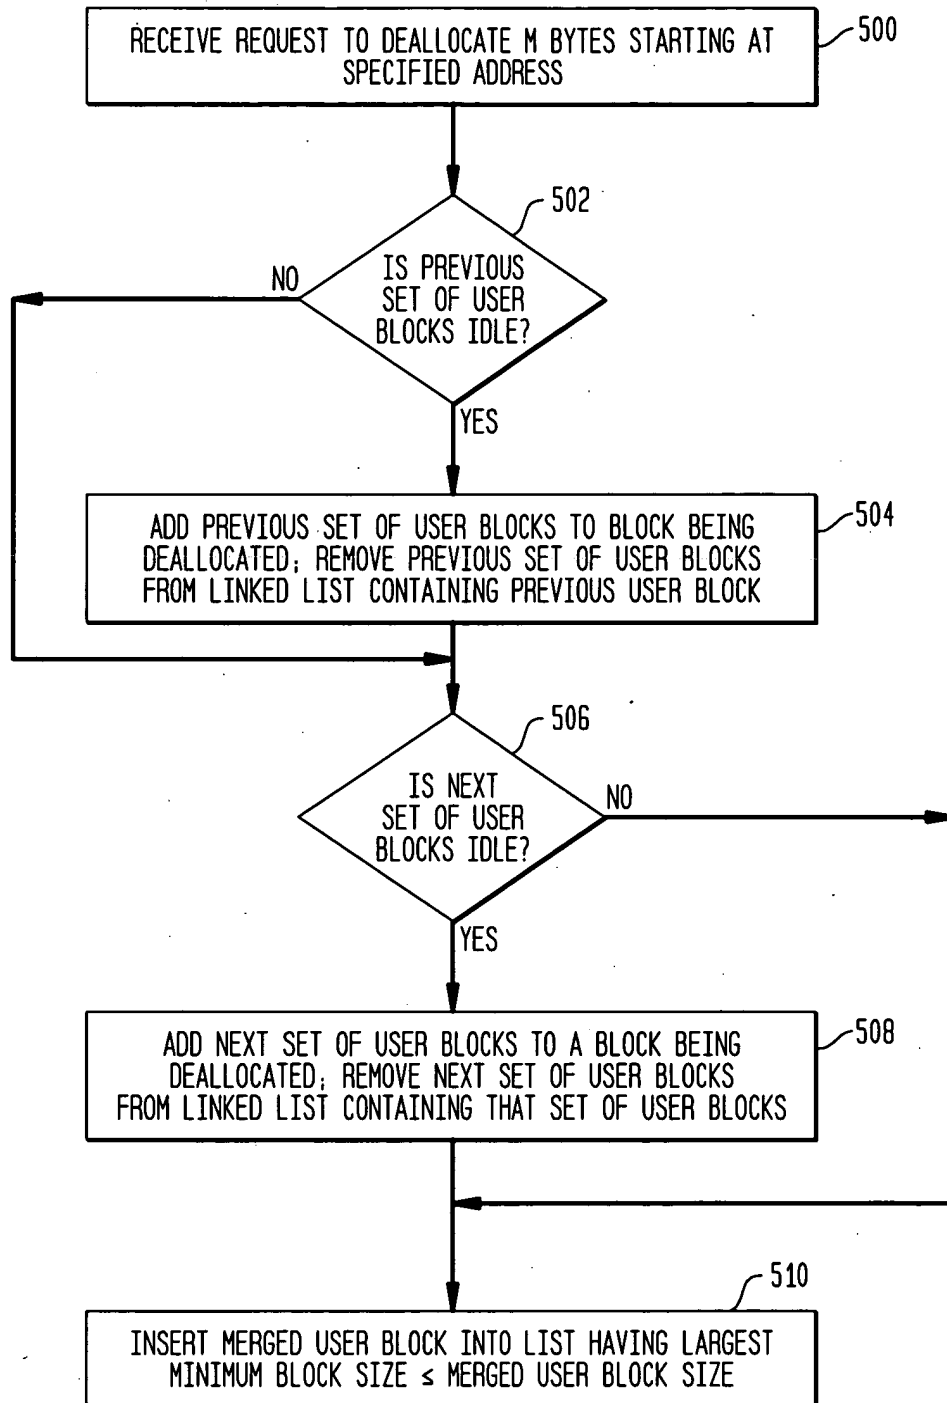 RECEIVE REQUEST TO DEALLOCATE M BYTES STARTING AT
SPECIFIED ADDRESS
500
502
IS PREVIOUS
SET OF USER
BLOCKS IDLE?
NO
YES
ADD PREVIOUS SET OF USER BLOCKS TO BLOCK BEING
DEALLOCATED; REMOVE PREVIOUS SET OF USER BLOCKS
FROM LINKED LIST CONTAINING PREVIOUS USER BLOCK
504
506
IS NEXT
SET OF USER
BLOCKS IDLE?
NO
YES
ADD NEXT SET OF USER BLOCKS TO A BLOCK BEING
DEALLOCATED; REMOVE NEXT SET OF USER BLOCKS
FROM LINKED LIST CONTAINING THAT SET OF USER BLOCKS
508
510
INSERT MERGED USER BLOCK INTO LIST HAVING LARGEST
MINIMUM BLOCK SIZE ≤ MERGED USER BLOCK SIZE